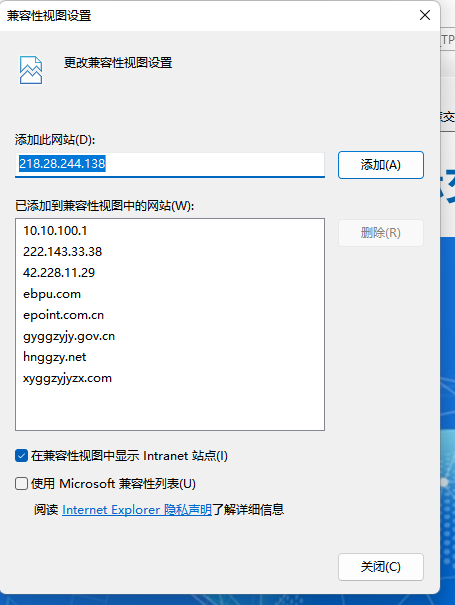 兼容性视图设置
更改兼容性视图设置
添加此网站(D):
218.28.244.138
添加(A)
已添加到兼容性视图中的网站(W):
删除(R)
10.10.100.1
222.143.33.38
42.228.11.29
ebpu.com
epoint.com.cn
gyggzyjy.gov.cn
hnggzy.net
xyggzyjyzx.com
在兼容性视图中显示 Intranet 站点(I)
使用 Microsoft 兼容性列表(U)
阅读 Internet Explorer 隐私声明了解详细信息
关闭(C)
_TP